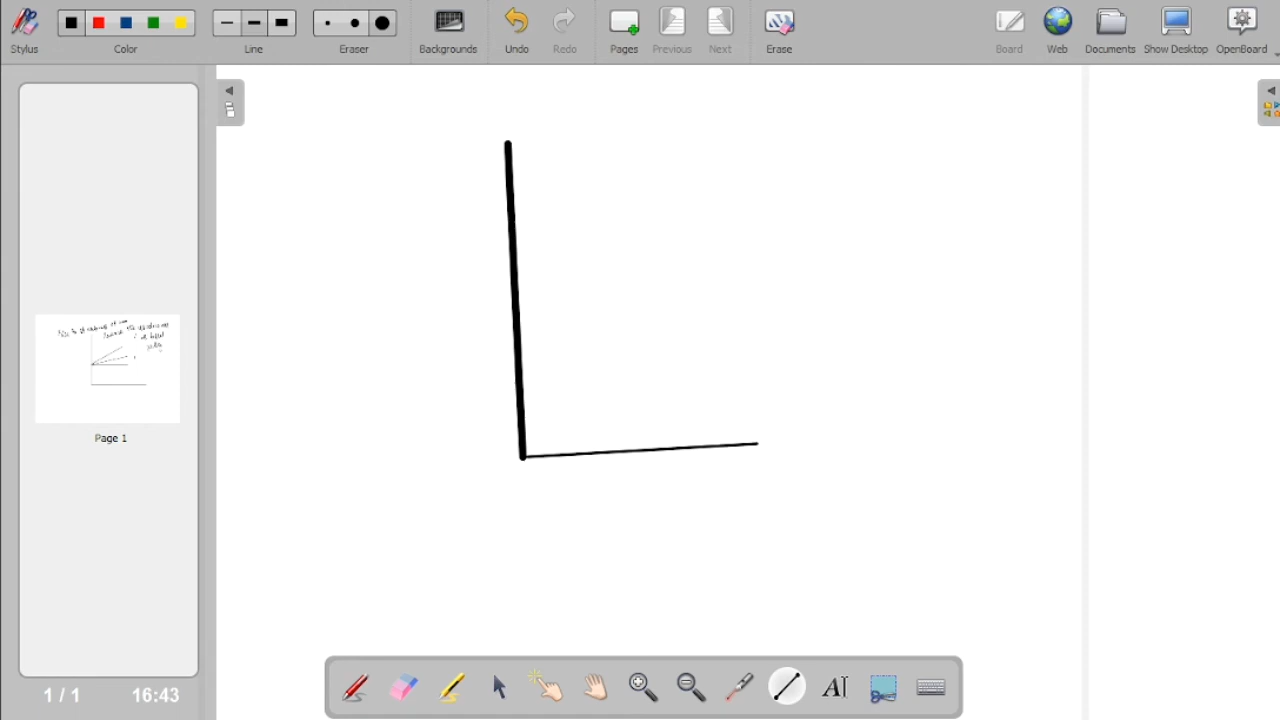 Stylus Color Line Eraser Backgrounds Undo Redo Pages Previous Next Erase Board Web Documents Show Desktop OpenBoard
Page 1
1 / 1 16:43
AI